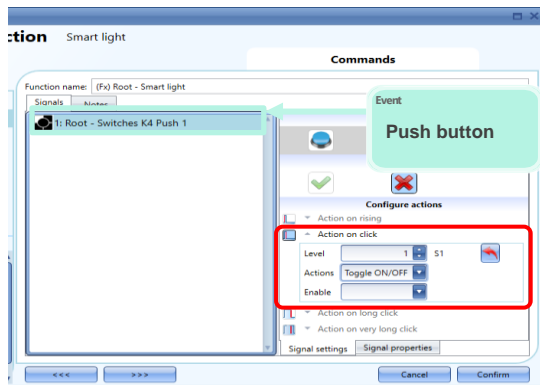 ction Smart light
Commands
Function name: (Fx) Root - Smart light
Signals Notes
Event
Push button
1: Root - Switches K4 Push 1
Configure actions
Action on rising
Action on click
Level 1 S1
Actions Toggle ON/OFF
Enable
Action on long click
Action on very long click
Signal settings Signal properties
<<< >>> Cancel Confirm